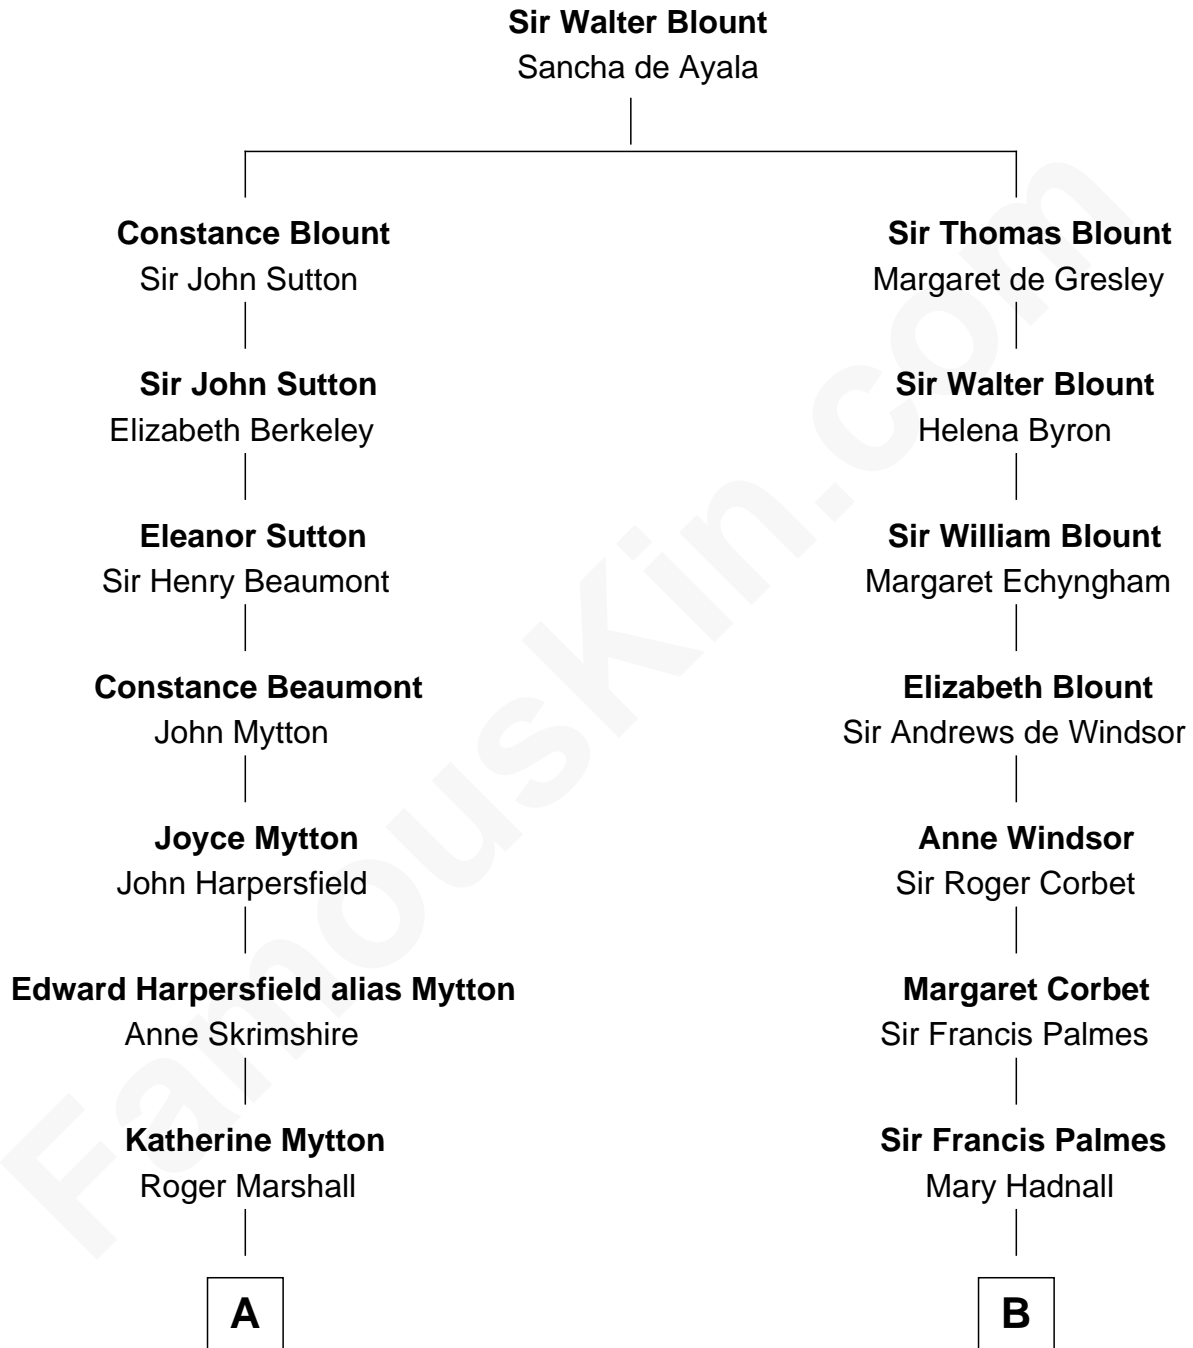 Sir Walter Blount
Sancha de Ayala
Constance Blount
Sir John Sutton
Sir Thomas Blount
Margaret de Gresley
Sir John Sutton
Elizabeth Berkeley
Sir Walter Blount
Helena Byron
Eleanor Sutton
Sir Henry Beaumont
Sir William Blount
Margaret Echyngham
Constance Beaumont
John Mytton
Elizabeth Blount
Sir Andrews de Windsor
Joyce Mytton
John Harpersfield
Anne Windsor
Sir Roger Corbet
Edward Harpersfield alias Mytton
Anne Skrimshire
Margaret Corbet
Sir Francis Palmes
Katherine Mytton
Roger Marshall
Sir Francis Palmes
Mary Hadnall
A
B
FamousKin.com